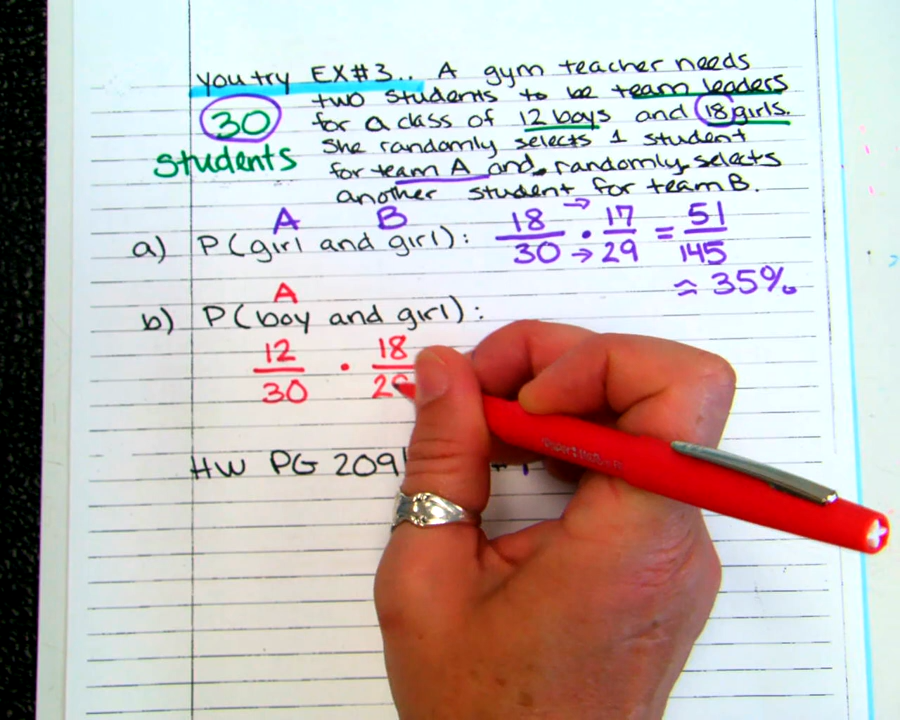 you try EX#3.. A gym teacher needs
two students to be team leaders
30 for a class of 12 boys and 18 girls.
students She randomly selects 1 student
for team A and randomly selects
another student for team B.
A B
a) P(girl and girl): 18/30 → · → 17/29 = 51/145
≈ 35%
A
b) P(boy and girl):
12/30 · 18/29
HW PG 209